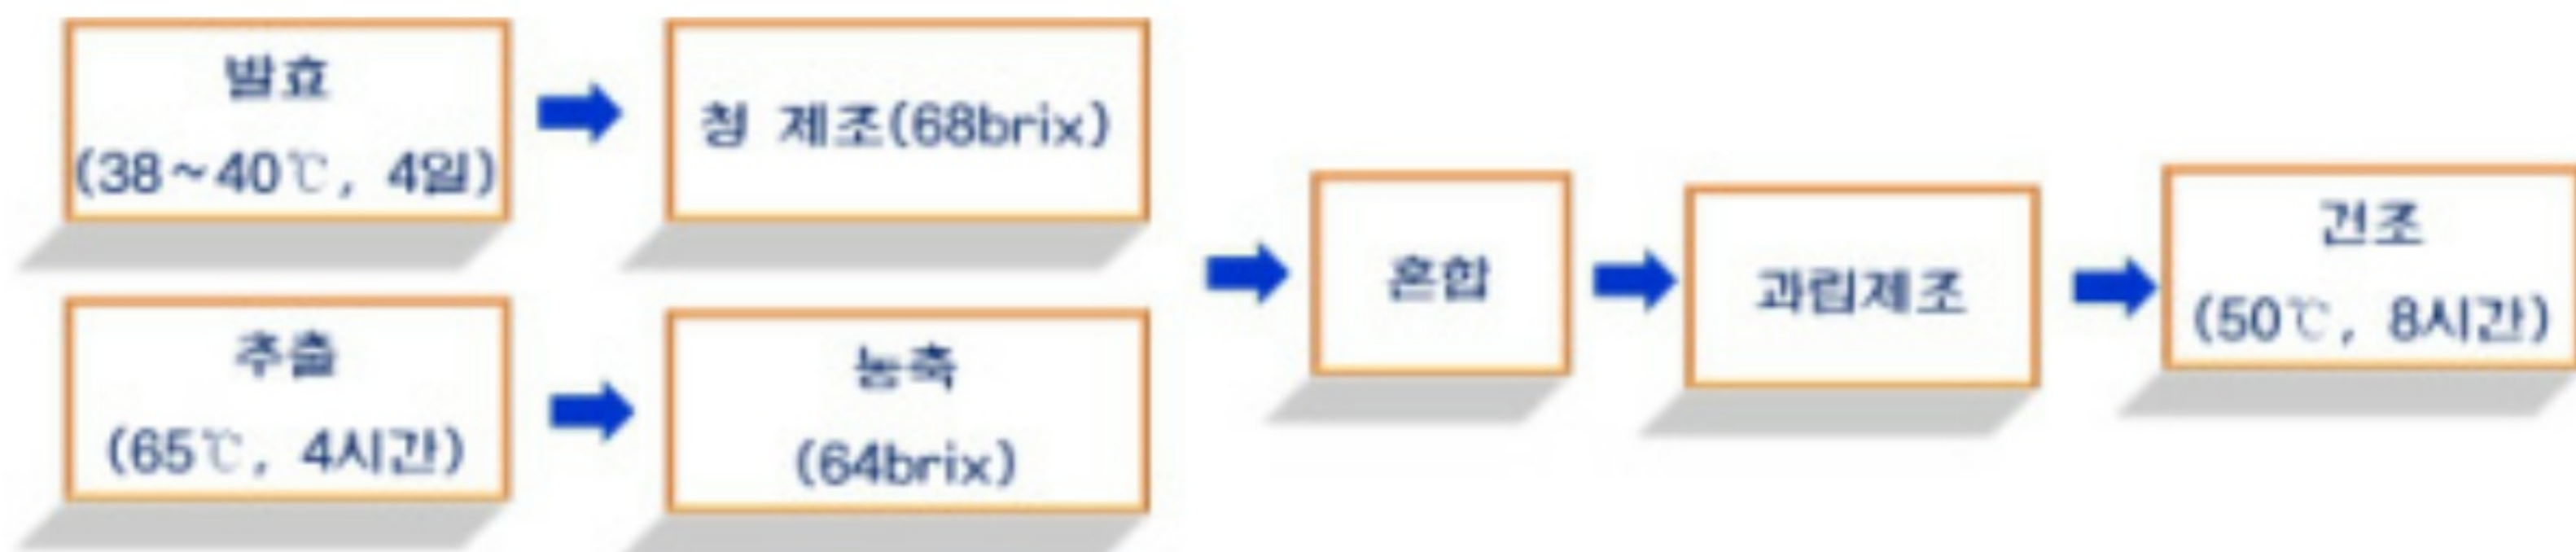 발효
(38~40℃, 4일)
청 제조(68brix)
추출
(65℃, 4시간)
농축
(64brix)
혼합
과립제조
건조
(50℃, 8시간)